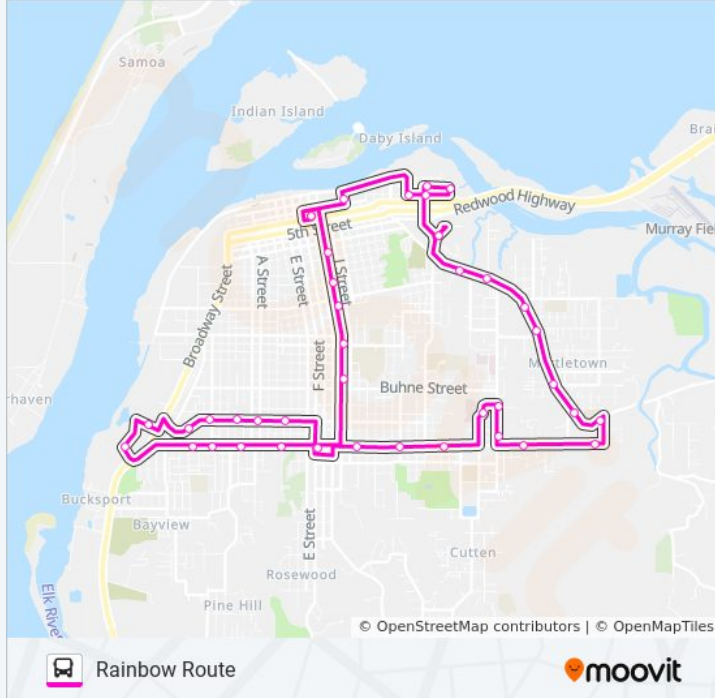 Samoa
Indian Island
Daby Island
Brai
Redwood Highway
5th Street
Murray Fie
A Street
E Street
I Street
Broadway Street
F Street
Buhne Street
Myrtletown
rhaven
Bucksport
Bayview
E Street
Cutten
Rosewood
Pine Hill
Elk River
© OpenStreetMap contributors | © OpenMapTiles
Rainbow Route
moovit